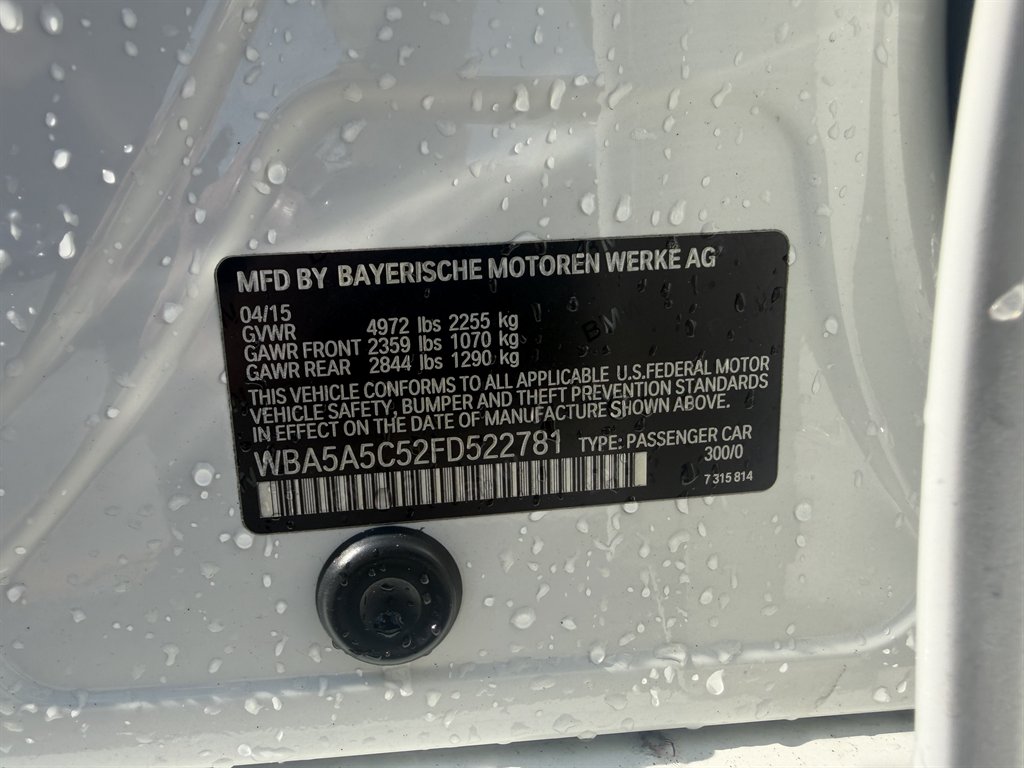 MFD BY BAYERISCHE MOTOREN WERKE AG
04/15
GVWR 4972 lbs 2255 kg
GAWR FRONT 2359 lbs 1070 kg
GAWR REAR 2844 lbs 1290 kg
THIS VEHICLE CONFORMS TO ALL APPLICABLE U.S.FEDERAL MOTOR
VEHICLE SAFETY, BUMPER AND THEFT PREVENTION STANDARDS
IN EFFECT ON THE DATE OF MANUFACTURE SHOWN ABOVE.
WBA5A5C52FD522781 TYPE: PASSENGER CAR
300/0
7 315 814